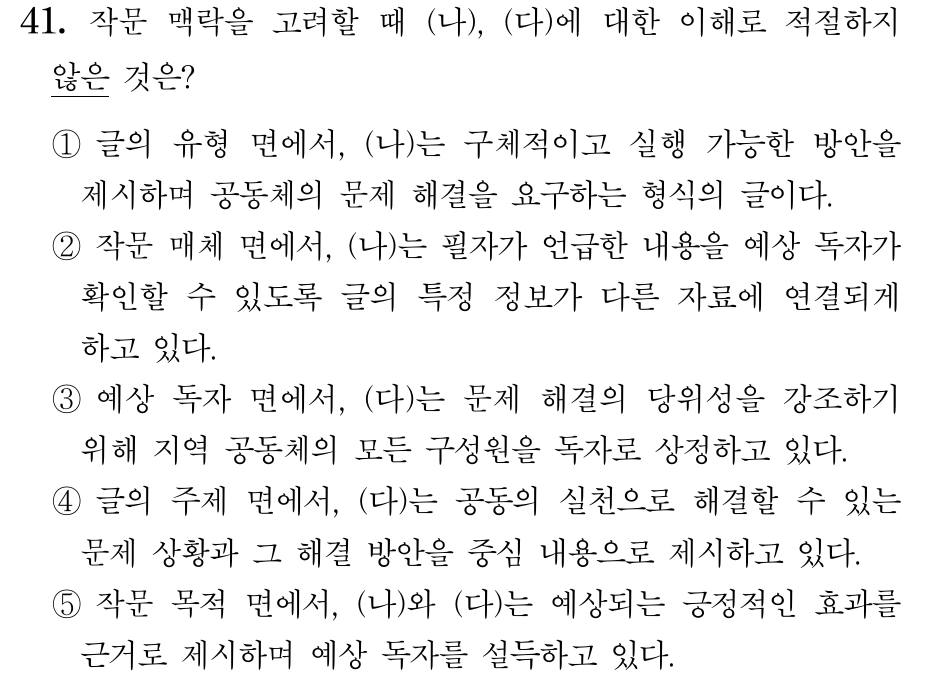 41. 작문 맥락을 고려할 때 (나), (다)에 대한 이해로 적절하지
않은 것은?
① 글의 유형 면에서, (나)는 구체적이고 실행 가능한 방안을
제시하며 공동체의 문제 해결을 요구하는 형식의 글이다.
② 작문 매체 면에서, (나)는 필자가 언급한 내용을 예상 독자가
확인할 수 있도록 글의 특정 정보가 다른 자료에 연결되게
하고 있다.
③ 예상 독자 면에서, (다)는 문제 해결의 당위성을 강조하기
위해 지역 공동체의 모든 구성원을 독자로 상정하고 있다.
④ 글의 주제 면에서, (다)는 공동의 실천으로 해결할 수 있는
문제 상황과 그 해결 방안을 중심 내용으로 제시하고 있다.
⑤ 작문 목적 면에서, (나)와 (다)는 예상되는 긍정적인 효과를
근거로 제시하며 예상 독자를 설득하고 있다.